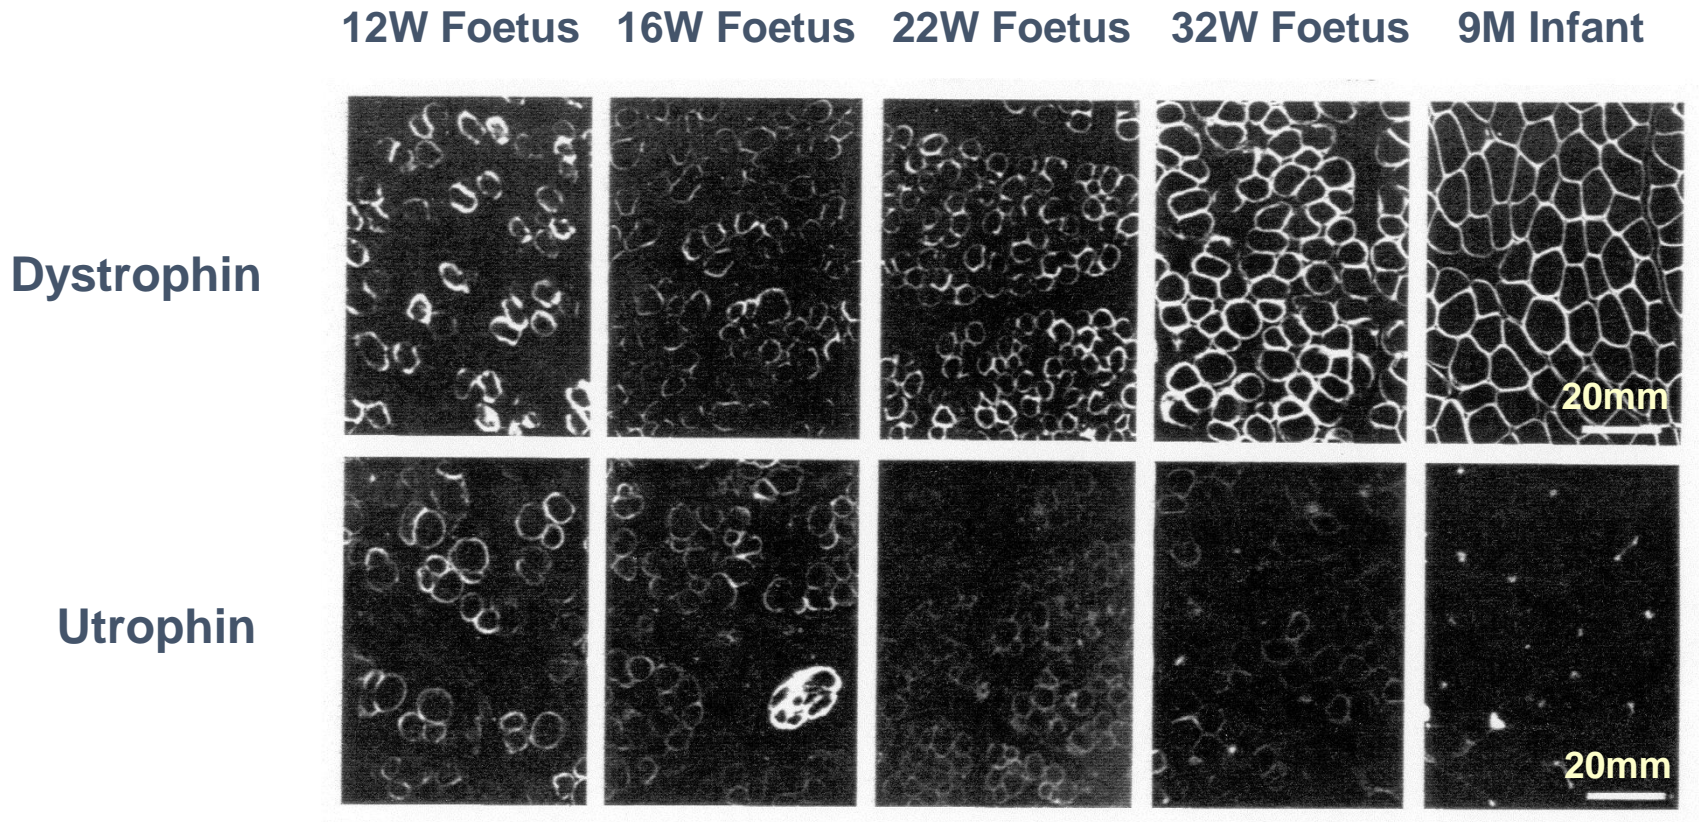 12W Foetus 16W Foetus 22W Foetus 32W Foetus 9M Infant
Dystrophin
20mm
Utrophin
20mm